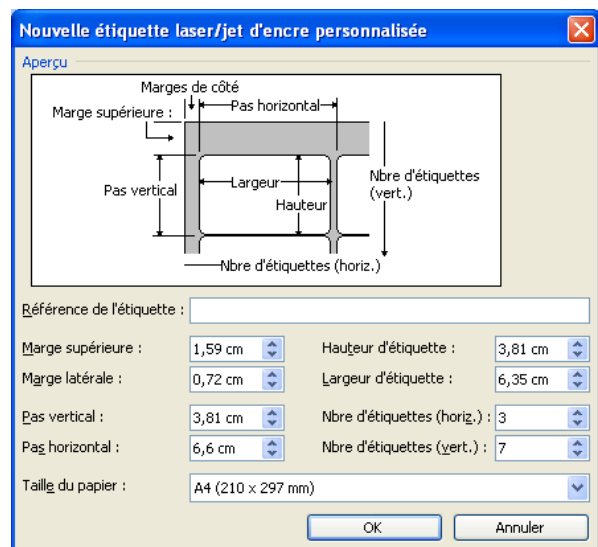 Nouvelle étiquette laser/jet d'encre personnalisée
Aperçu
Marges de côté
Marge supérieure :
Pas horizontal
Pas vertical
Largeur
Hauteur
Nbre d'étiquettes
(vert.)
Nbre d'étiquettes (horiz.)
Référence de l'étiquette :
Marge supérieure : 1,59 cm Hauteur d'étiquette : 3,81 cm
Marge latérale : 0,72 cm Largeur d'étiquette : 6,35 cm
Pas vertical : 3,81 cm Nbre d'étiquettes (horiz.) : 3
Pas horizontal : 6,6 cm Nbre d'étiquettes (vert.) : 7
Taille du papier : A4 (210 x 297 mm)
OK Annuler